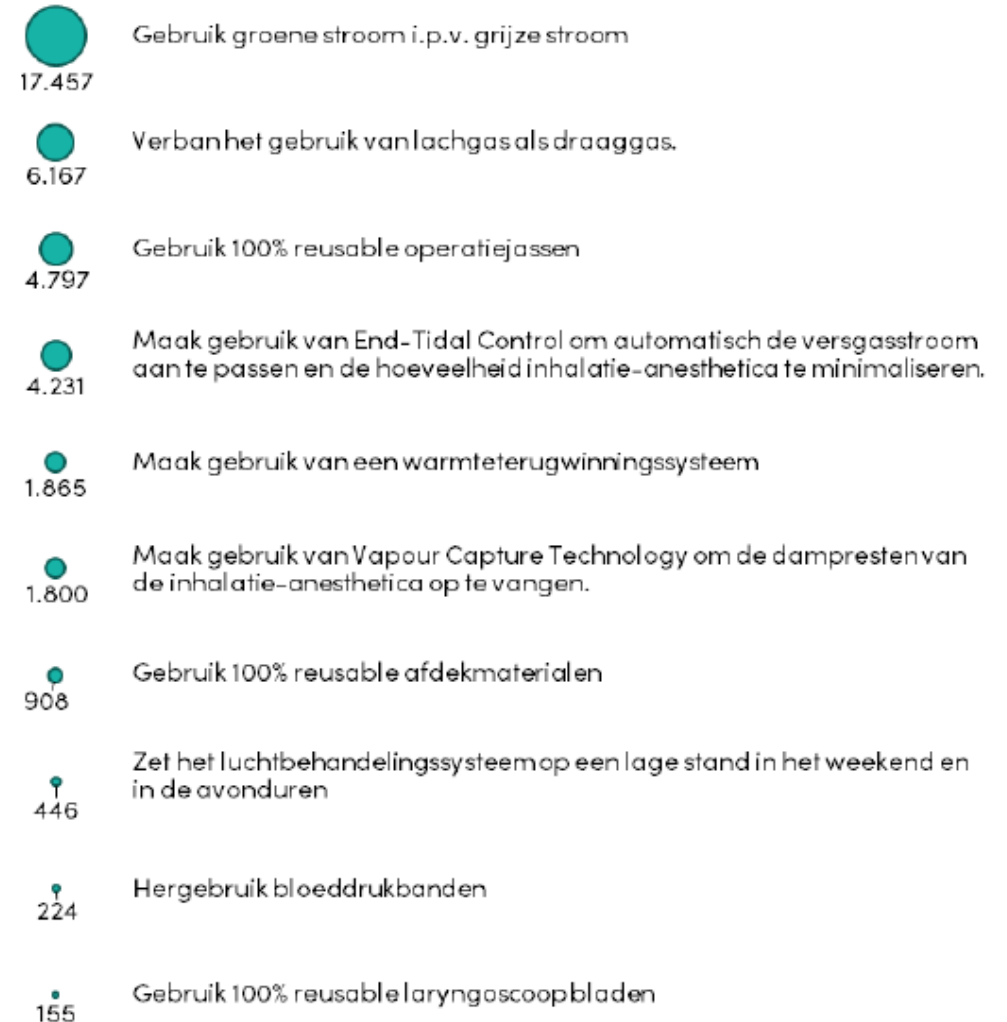 Gebruik groene stroom i.p.v. grijze stroom
17.457
Verban het gebruik van lachgas als draaggas.
6.167
Gebruik 100% reusable operatiejassen
4.797
Maak gebruik van End-Tidal Control om automatisch de versgasstroom
aan te passen en de hoeveelheid inhalatie-anesthetica te minimaliseren.
4.231
Maak gebruik van een warmteterugwinningssysteem
1.865
Maak gebruik van Vapour Capture Technology om de dampresten van
de inhalatie-anesthetica op te vangen.
1.800
Gebruik 100% reusable afdekmaterialen
908
Zet het luchtbehandelingssysteem op een lage stand in het weekend en
in de avonduren
446
Hergebruik bloeddrukbanden
224
Gebruik 100% reusable laryngoscoopbladen
155